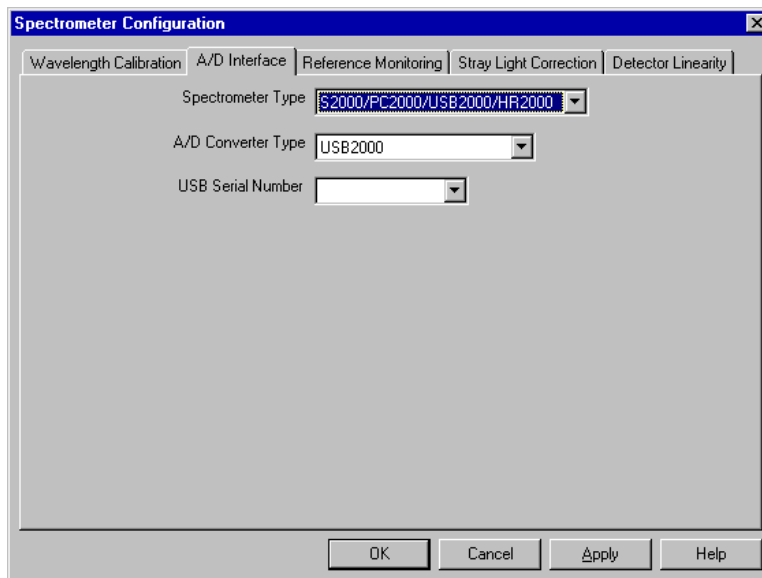 Spectrometer Configuration
Wavelength Calibration A/D Interface Reference Monitoring Stray Light Correction Detector Linearity
Spectrometer Type S2000/PC2000/USB2000/HR2000
A/D Converter Type USB2000
USB Serial Number
OK Cancel Apply Help